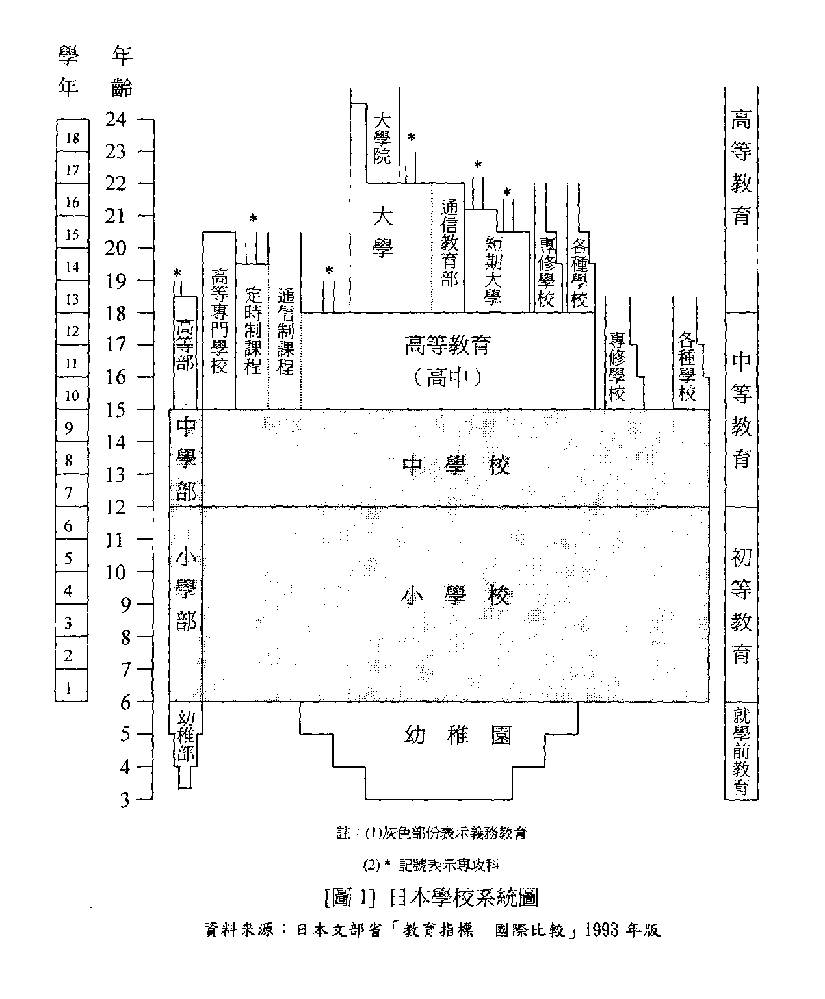 學年
年齡
24
23
22
21
20
19
18
17
16
15
14
13
12
11
10
9
8
7
6
5
4
3
18
17
16
15
14
13
12
11
10
9
8
7
6
5
4
3
2
1
大學院
*
大學
通信教育部
*
*
短期大學
專修學校
各種學校
*
高等部
高等專門學校
*
定時制課程
通信制課程
*
高等教育
(高中)
專修學校
各種學校
中學部
中學校
小學部
小學校
幼稚部
幼稚園
高等教育
中等教育
初等教育
就學前教育
註：(1)灰色部份表示義務教育
(2) * 記號表示專攻科
[圖 1] 日本學校系統圖
資料來源：日本文部省「教育指標 國際比較」1993 年版